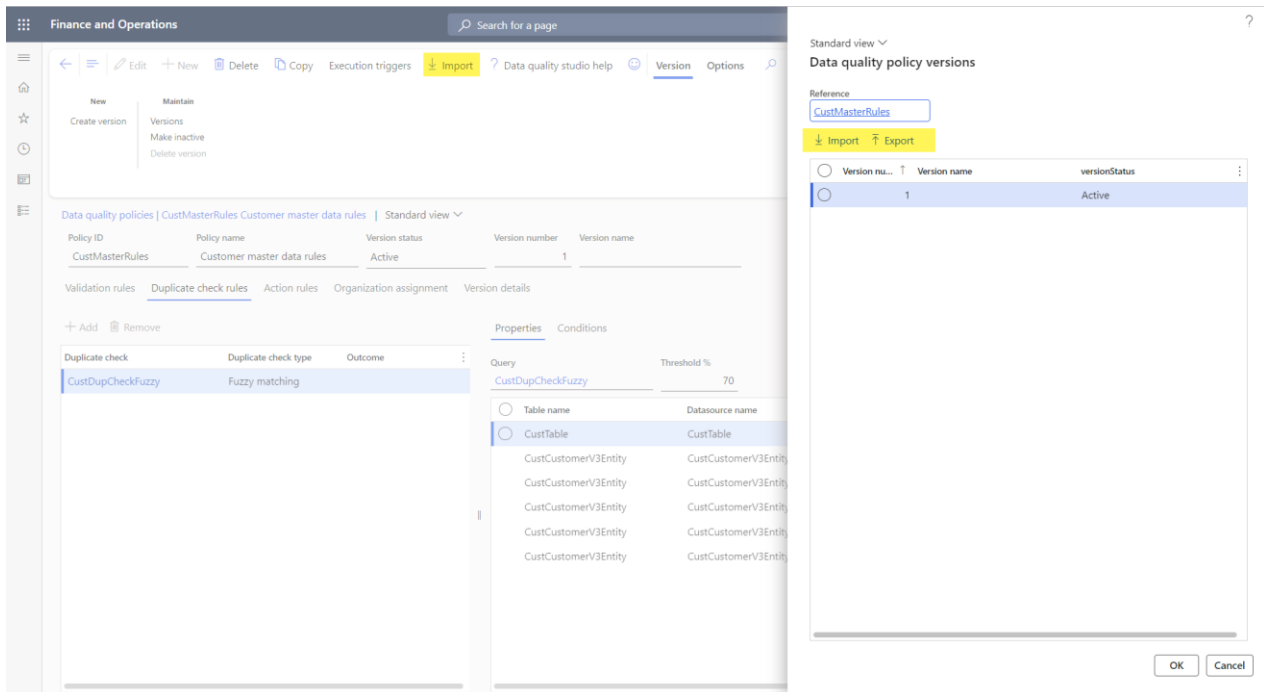 Finance and Operations
Search for a page
Edit New Delete Copy Execution triggers Import ? Data quality studio help Version Options
New Maintain
Create version Versions
Make inactive
Delete version
Data quality policies | CustMasterRules Customer master data rules | Standard view
Policy ID Policy name Version status Version number Version name
CustMasterRules Customer master data rules Active 1
Validation rules Duplicate check rules Action rules Organization assignment Version details
+ Add Remove
Properties Conditions
Duplicate check Duplicate check type Outcome
CustDupCheckFuzzy Fuzzy matching
Query Threshold %
CustDupCheckFuzzy 70
Table name Datasource name
CustTable CustTable
CustCustomerV3Entity CustCustomerV3Entity
CustCustomerV3Entity CustCustomerV3Entity
CustCustomerV3Entity CustCustomerV3Entity
CustCustomerV3Entity CustCustomerV3Entity
CustCustomerV3Entity CustCustomerV3Entity
?
Standard view
Data quality policy versions
Reference
CustMasterRules
Import Export
Version nu... ↑ Version name versionStatus
1 Active
OK Cancel